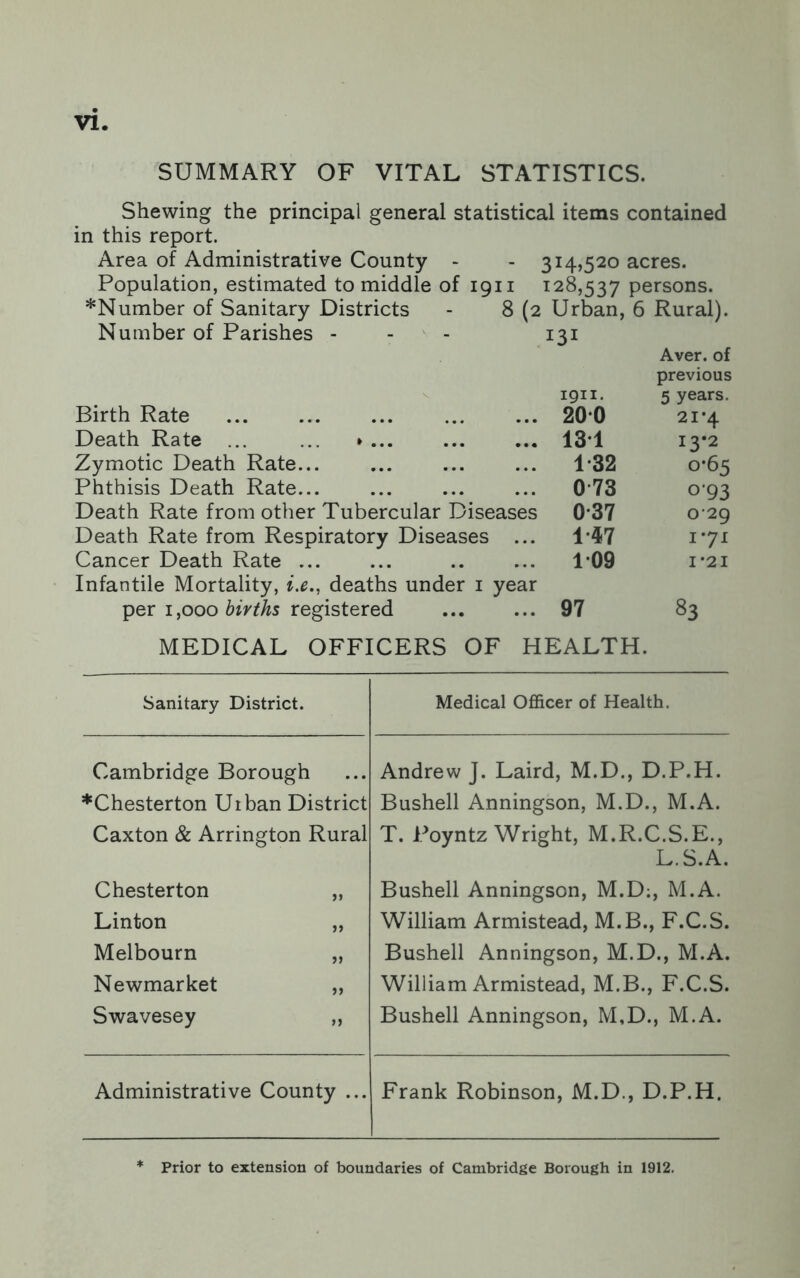 vi.
SUMMARY OF VITAL STATISTICS.
Shewing the principal general statistical items contained
in this report.
Area of Administrative County - - 314,520 acres.
Population, estimated to middle of 1911 128,537 persons.
*Number of Sanitary Districts - 8 (2 Urban, 6 Rural).
Number of Parishes - - - 131
Aver. of
previous
1911. 5 years.
Birth Rate ... ... ... ... ... 20·0 21·4
Death Rate ... ... ... ... ... 13·1 13·2
Zymotic Death Rate... ... ... ... 1·32 0·65
Phthisis Death Rate... ... ... ... 0·73 0·93
Death Rate from other Tubercular Diseases 0·37 0·29
Death Rate from Respiratory Diseases ... 1·47 1·71
Cancer Death Rate ... ... .. ... 1·09 1·21
Infantile Mortality, i.e., deaths under 1 year
per 1,000 births registered ... ... 97 83
MEDICAL OFFICERS OF HEALTH.
Sanitary District. Medical Officer of Health.
Cambridge Borough ... Andrew J. Laird, M.D., D.P.H.
*Chesterton Urban District Bushell Anningson, M.D., M.A.
Caxton & Arrington Rural T. Poyntz Wright, M.R.C.S.E.,
L.S.A.
Chesterton „ Bushell Anningson, M.D., M.A.
Linton „ William Armistead, M.B., F.C.S.
Melbourn „ Bushell Anningson, M.D., M.A.
Newmarket „ William Armistead, M.B., F.C.S.
Swavesey „ Bushell Anningson, M.D., M.A.
Administrative County ... Frank Robinson, M.D., D.P.H.
* Prior to extension of boundaries of Cambridge Borough in 1912.